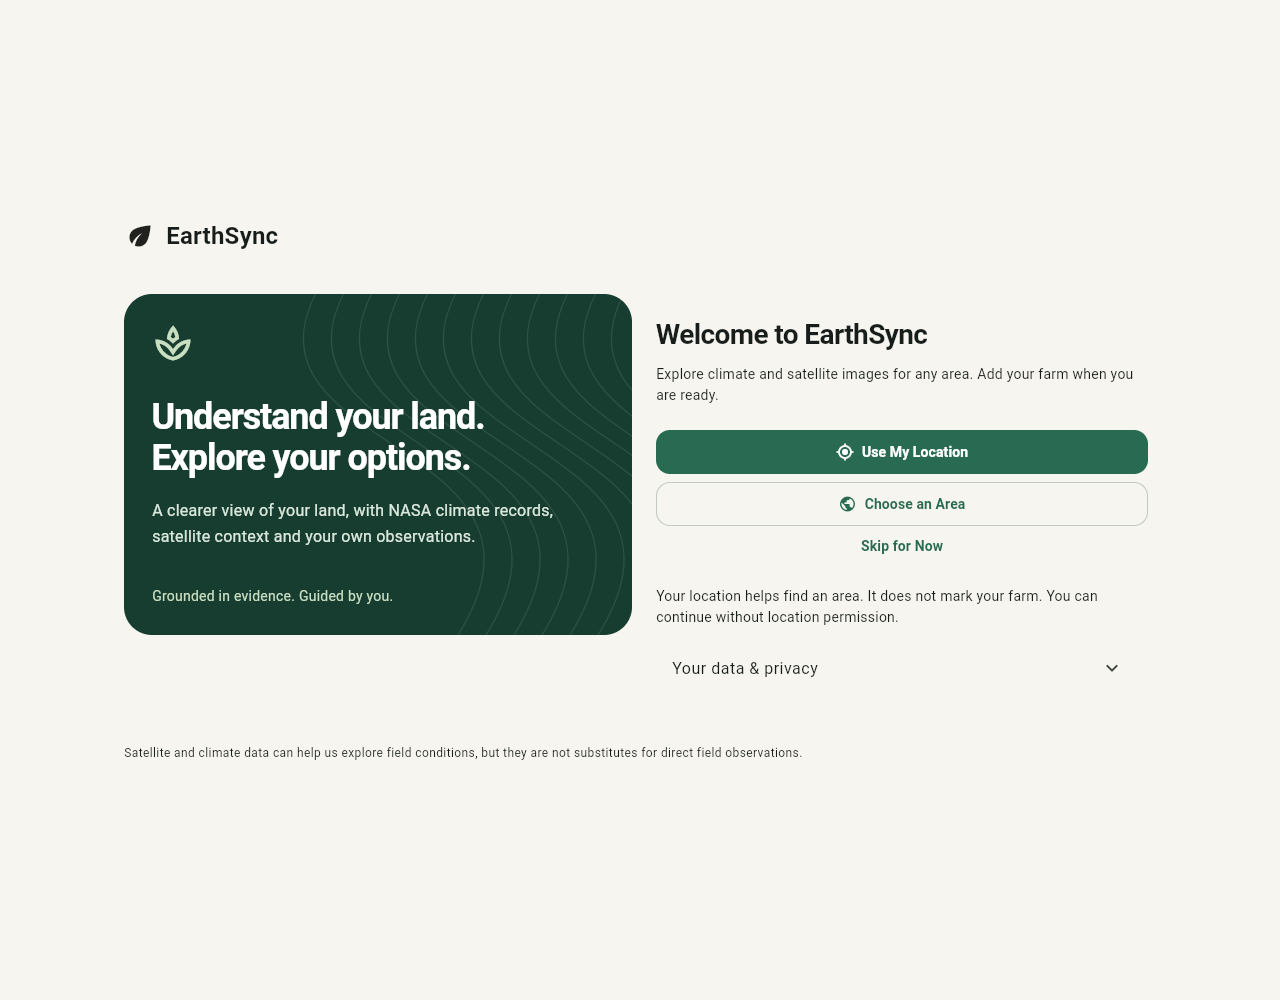 EarthSync
Understand your land.
Explore your options.
A clearer view of your land, with NASA climate records,
satellite context and your own observations.
Grounded in evidence. Guided by you.
Welcome to EarthSync
Explore climate and satellite images for any area. Add your farm when you
are ready.
Use My Location
Choose an Area
Skip for Now
Your location helps find an area. It does not mark your farm. You can
continue without location permission.
Your data & privacy
Satellite and climate data can help us explore field conditions, but they are not substitutes for direct field observations.